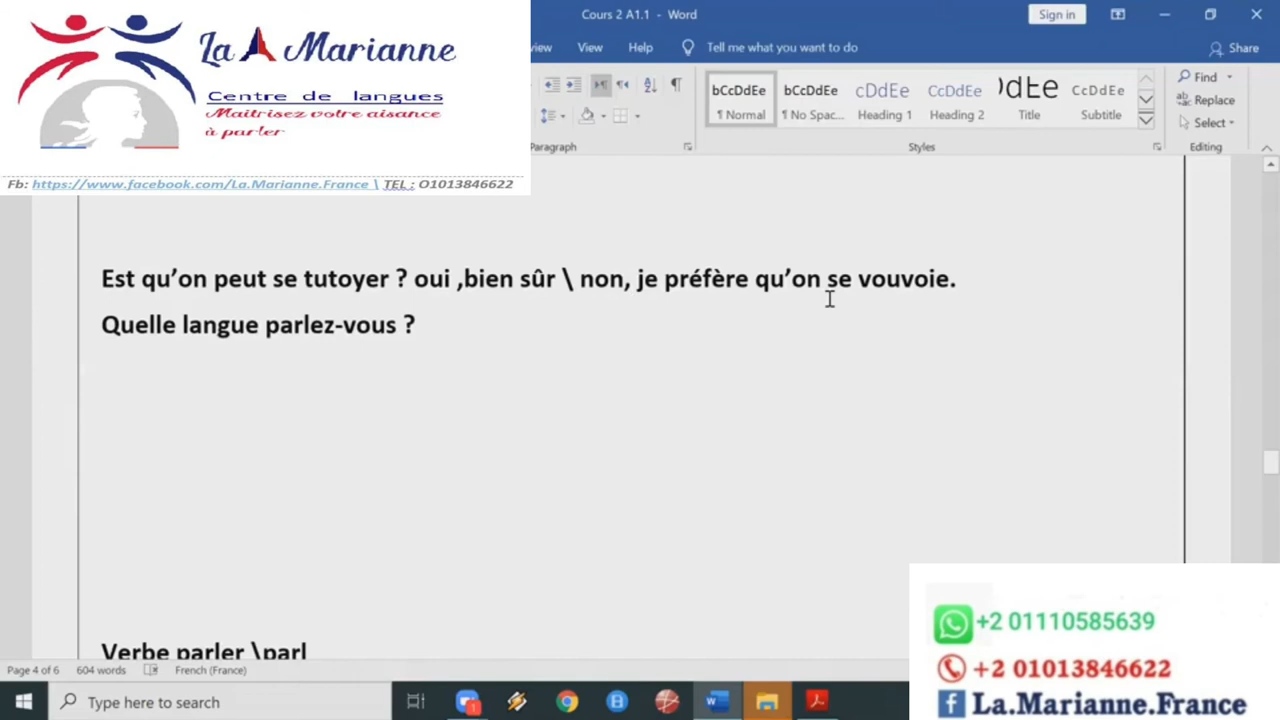 La Marianne
Centre de langues
Maitrisez votre aisance
à parler
Fb: https://www.facebook.com/La.Marianne.France \ TEL : O1013846622
Cours 2 A1.1 - Word
Sign in
view View Help Tell me what you want to do
Share
bCcDdEe bCcDdEe cDdEe CcDdEe )dtE CcDdEe
¶ Normal ¶ No Spac... Heading 1 Heading 2 Title Subtitle
Find
Replace
Select
Paragraph Styles Editing
Est qu’on peut se tutoyer ? oui ,bien sûr \ non, je préfère qu’on se vouvoie.
Quelle langue parlez-vous ?
Verbe parler \parl
Page 4 of 6 604 words French (France)
Type here to search
1
+2 01110585639
+2 01013846622
La.Marianne.France